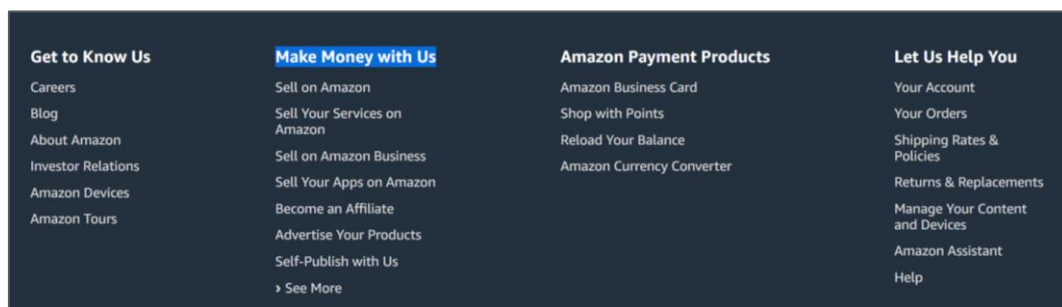 Get to Know Us
Careers
Blog
About Amazon
Investor Relations
Amazon Devices
Amazon Tours
Make Money with Us
Sell on Amazon
Sell Your Services on
Amazon
Sell on Amazon Business
Sell Your Apps on Amazon
Become an Affiliate
Advertise Your Products
Self-Publish with Us
› See More
Amazon Payment Products
Amazon Business Card
Shop with Points
Reload Your Balance
Amazon Currency Converter
Let Us Help You
Your Account
Your Orders
Shipping Rates &
Policies
Returns & Replacements
Manage Your Content
and Devices
Amazon Assistant
Help